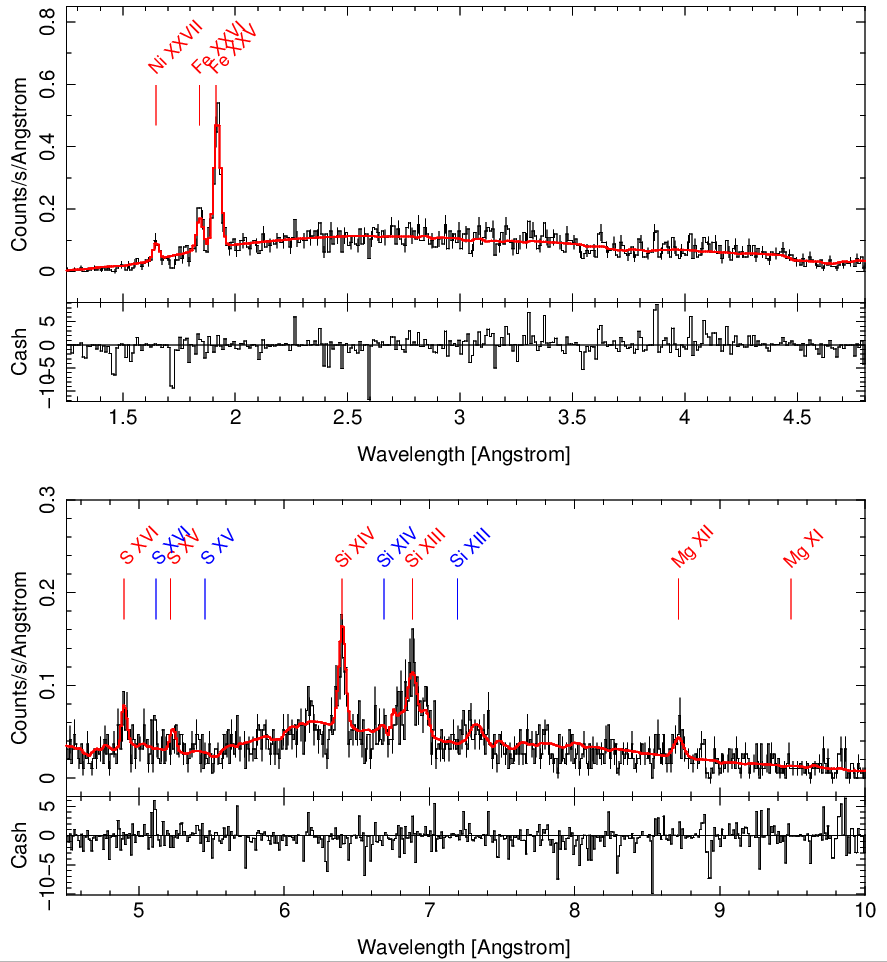 Ni XXVII Fe XXVI Fe XXV
Counts/s/Angstrom
0 0.2 0.4 0.6 0.8
Cash
−10 −5 0 5
1.5 2 2.5 3 3.5 4 4.5
Wavelength [Angstrom]
S XVI S XVI S XV S XV Si XIV Si XIV Si XIII Si XIII Mg XII Mg XI
Counts/s/Angstrom
0 0.1 0.2 0.3
Cash
−10 −5 0 5
5 6 7 8 9 10
Wavelength [Angstrom]